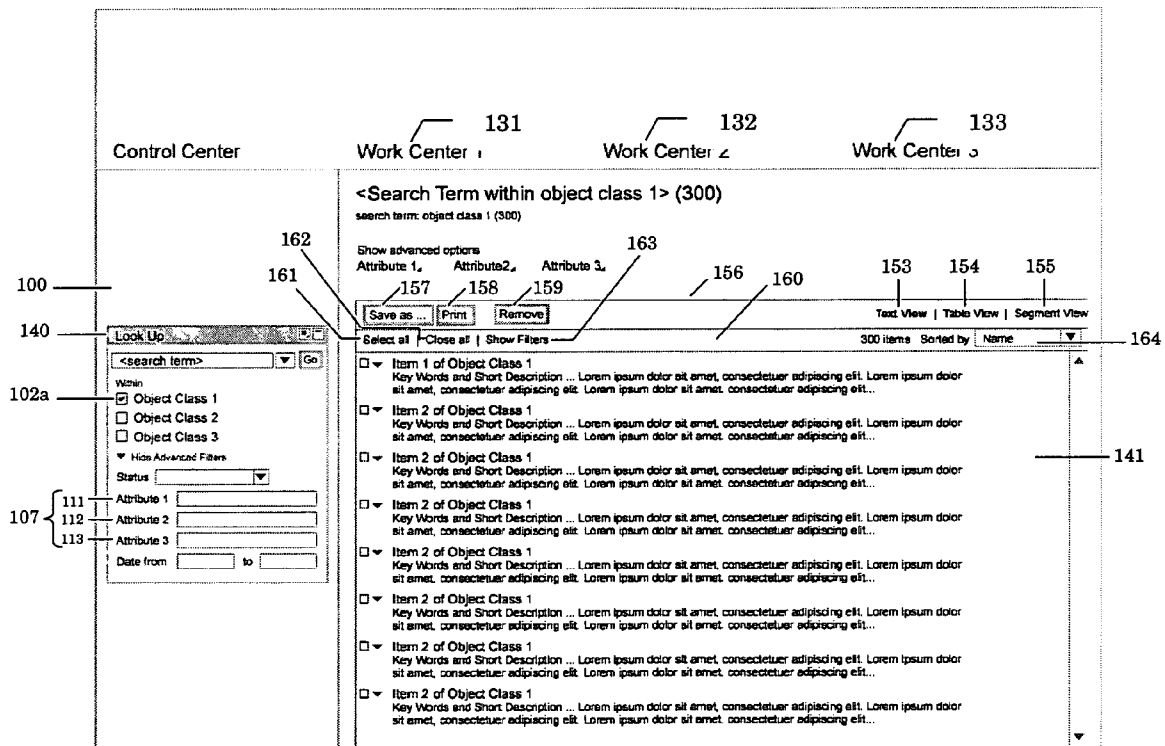 131 132 133
Control Center Work Center 1 Work Center 2 Work Center 3
<Search Term within object class 1> (300)
search term: object class 1 (300)
162 163
Show advanced options
161 Attribute 1 Attribute2 Attribute 3 156 153 154 155
100 157 158 159 160
Save as ... Print Remove Text View | Table View | Segment View
140 Look Up Select all Close all | Show Filters 300 items Sorted by Name 164
<search term> Go
Within
102a Object Class 1
Object Class 2
Object Class 3
Hide Advanced Filters
Status
107 111 Attribute 1
112 Attribute 2
113 Attribute 3
Date from to
Item 1 of Object Class 1
Key Words and Short Description ... Lorem ipsum dolor sit amet, consectetuer adipiscing elit. Lorem ipsum dolor
sit amet, consectetuer adipiscing elit. Lorem ipsum dolor sit amet. consectetuer adipiscing elit...
Item 2 of Object Class 1
Key Words and Short Description ... Lorem ipsum dolor sit amet, consectetuer adipiscing elit. Lorem ipsum dolor
sit amet, consectetuer adipiscing elit. Lorem ipsum dolor sit amet. consectetuer adipiscing elit...
Item 2 of Object Class 1
Key Words and Short Description ... Lorem ipsum dolor sit amet, consectetuer adipiscing elit. Lorem ipsum dolor
sit amet, consectetuer adipiscing elit. Lorem ipsum dolor sit amet. consectetuer adipiscing elit...
141
Item 2 of Object Class 1
Key Words and Short Description ... Lorem ipsum dolor sit amet, consectetuer adipiscing elit. Lorem ipsum dolor
sit amet, consectetuer adipiscing elit. Lorem ipsum dolor sit amet. consectetuer adipiscing elit...
Item 2 of Object Class 1
Key Words and Short Description ... Lorem ipsum dolor sit amet, consectetuer adipiscing elit. Lorem ipsum dolor
sit amet, consectetuer adipiscing elit. Lorem ipsum dolor sit amet. consectetuer adipiscing elit...
Item 2 of Object Class 1
Key Words and Short Description ... Lorem ipsum dolor sit amet, consectetuer adipiscing elit. Lorem ipsum dolor
sit amet, consectetuer adipiscing elit. Lorem ipsum dolor sit amet. consectetuer adipiscing elit...
Item 2 of Object Class 1
Key Words and Short Description ... Lorem ipsum dolor sit amet, consectetuer adipiscing elit. Lorem ipsum dolor
sit amet, consectetuer adipiscing elit. Lorem ipsum dolor sit amet. consectetuer adipiscing elit...
Item 2 of Object Class 1
Key Words and Short Description ... Lorem ipsum dolor sit amet, consectetuer adipiscing elit. Lorem ipsum dolor
sit amet, consectetuer adipiscing elit. Lorem ipsum dolor sit amet. consectetuer adipiscing elit...